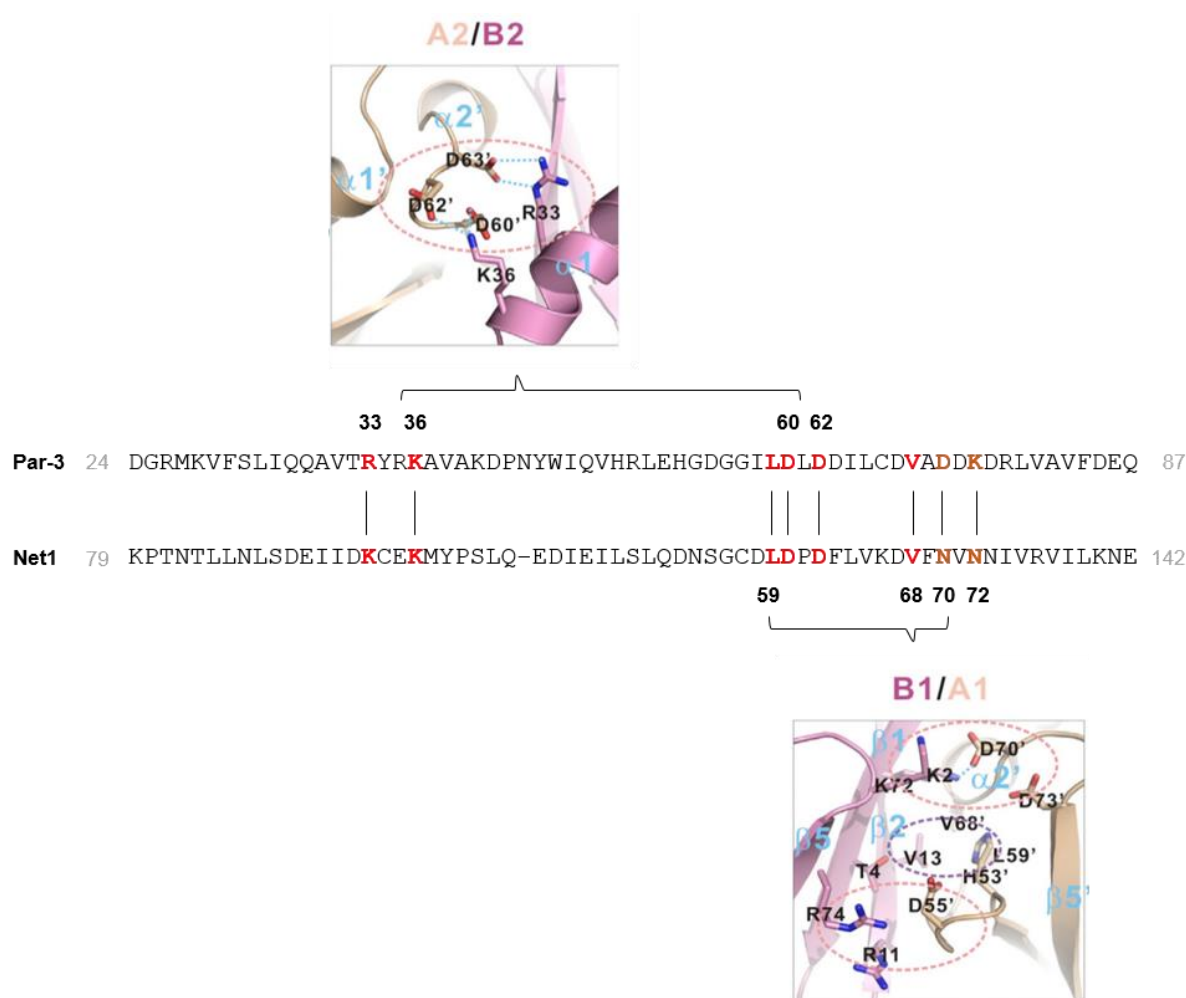 A2/B2
α2'
D63'
α1'
D62'
D60'
R33
K36
α1
33 36 60 62
Par-3 24 DGRMKVFSLIQQAVTRYRKAVAKDPNYWIQVHRLEHGDGGILDLDDILCDVADDKDRLVAVFDEQ 87
Net1 79 KPTNTLLNLSDEIIDKCEKMYPSLQ-EDIEILSLQDNSGCDLDPDFLVKDVFNVNNIVRVILKNE 142
59 68 70 72
B1/A1
β1
D70'
K2
K72
α2'
D73'
V68'
β2
β5
V13
L59'
T4
H53'
D55'
β5'
R74
R11